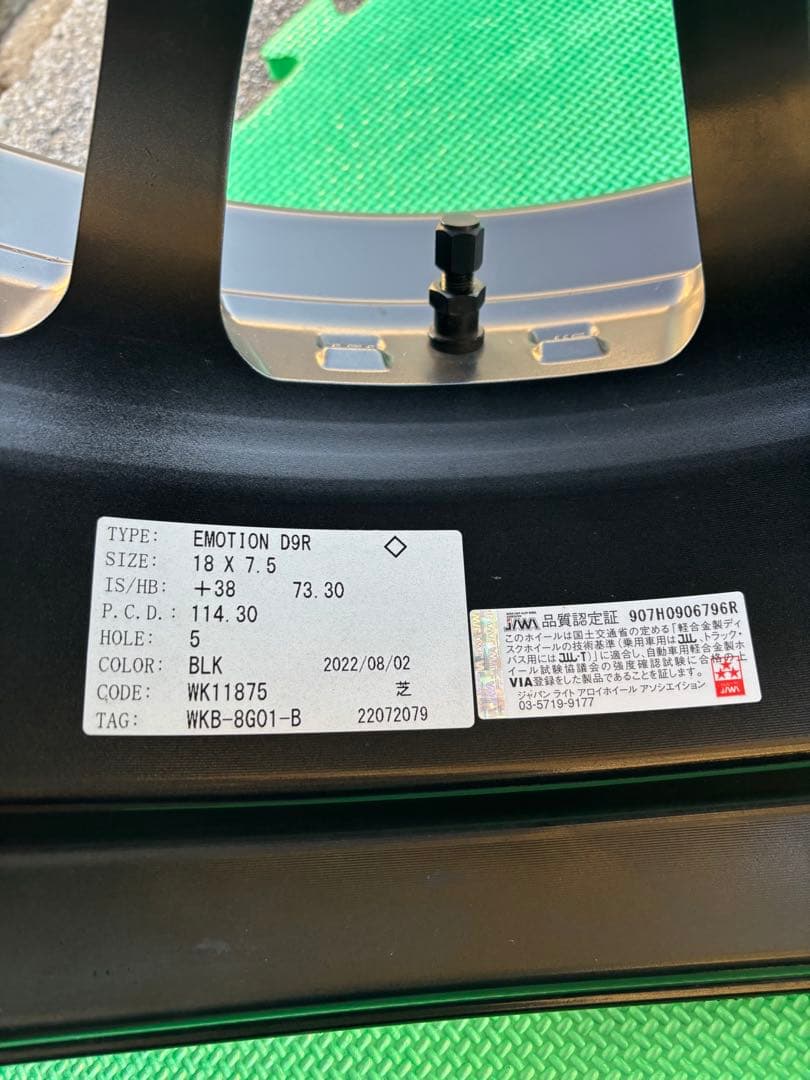 TYPE: EMOTION D9R ◇
SIZE: 18 X 7.5
IS/HB: +38 73.30
P.C.D.: 114.30
HOLE: 5
COLOR: BLK 2022/08/02
CODE: WK11875 芝
TAG: WKB-8G01-B 22072079
JAWA 品質認定証 907H0906796R
このホイールは国土交通省の定める「軽合金製ディ
スクホイールの技術基準(乗用車用はJWL、トラック・
バス用にはJWL-T)」に適合し、自動車用軽合金製ホ
イール試験協議会の強度確認試験に合格の上
VIA登録をした製品であることを証します。
ジャパン ライト アロイホイール アソシエイション
03-5719-9177
JAWA